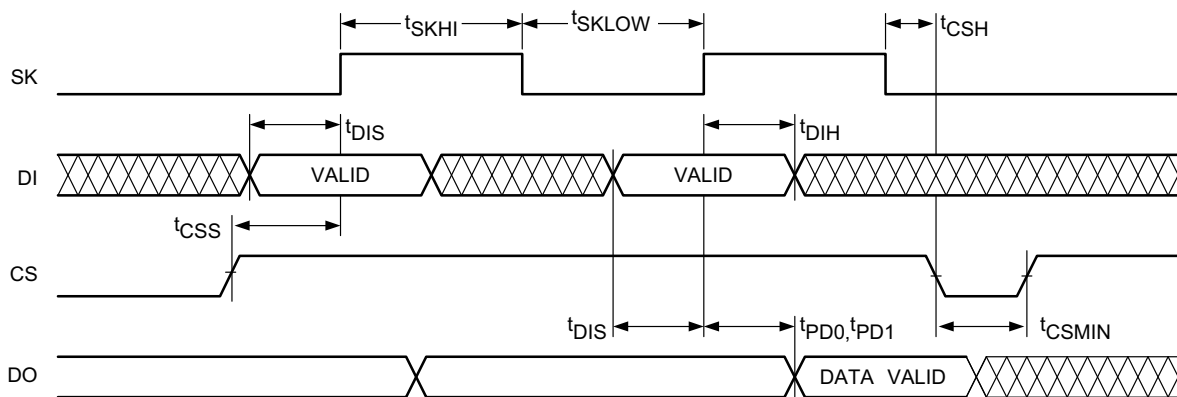 tSKHI tSKLOW tCSH
SK
tDIS tDIH
DI VALID VALID
tCSS
CS
tDIS tPD0,tPD1 tCSMIN
DO DATA VALID